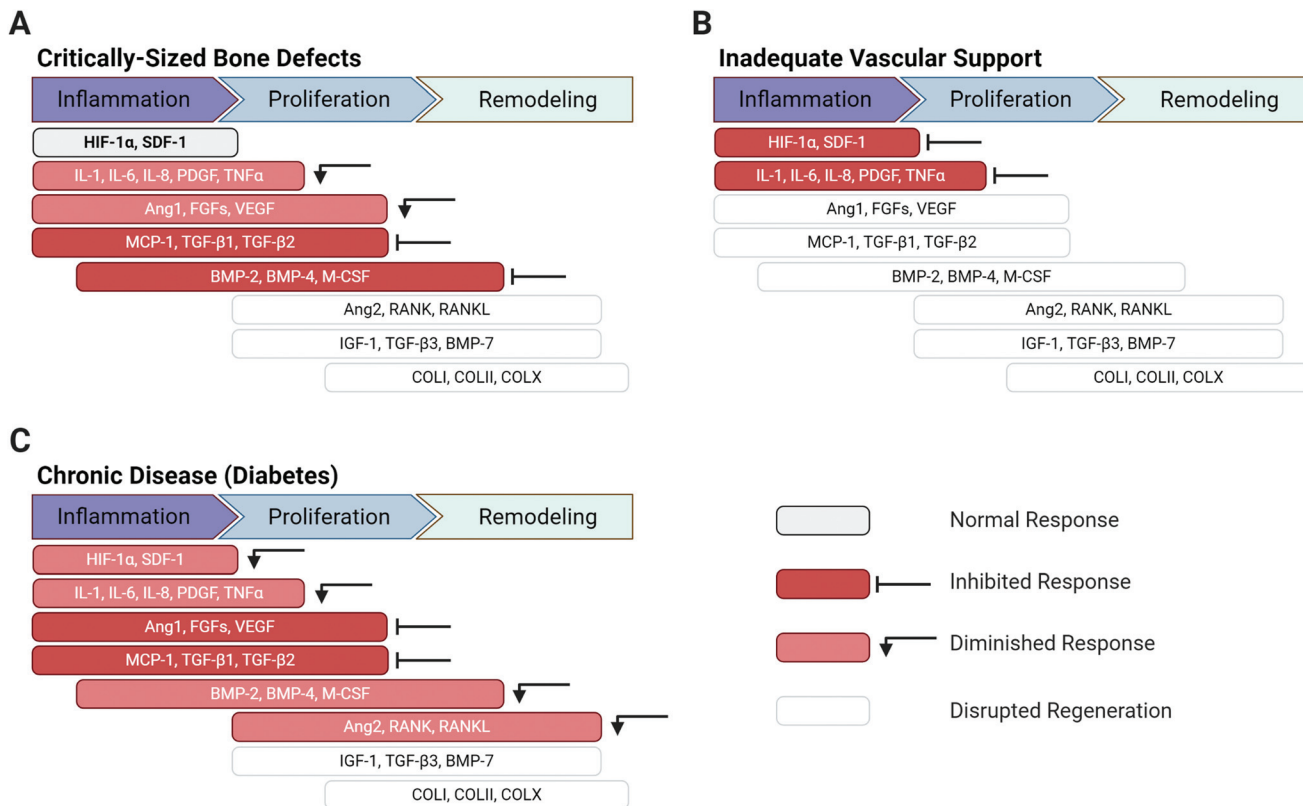 A
Critically-Sized Bone Defects
Inflammation Proliferation Remodeling
HIF-1α, SDF-1
IL-1, IL-6, IL-8, PDGF, TNFα
Ang1, FGFs, VEGF
MCP-1, TGF-β1, TGF-β2
BMP-2, BMP-4, M-CSF
Ang2, RANK, RANKL
IGF-1, TGF-β3, BMP-7
COLI, COLII, COLX
B
Inadequate Vascular Support
Inflammation Proliferation Remodeling
HIF-1α, SDF-1
IL-1, IL-6, IL-8, PDGF, TNFα
Ang1, FGFs, VEGF
MCP-1, TGF-β1, TGF-β2
BMP-2, BMP-4, M-CSF
Ang2, RANK, RANKL
IGF-1, TGF-β3, BMP-7
COLI, COLII, COLX
C
Chronic Disease (Diabetes)
Inflammation Proliferation Remodeling
HIF-1α, SDF-1
IL-1, IL-6, IL-8, PDGF, TNFα
Ang1, FGFs, VEGF
MCP-1, TGF-β1, TGF-β2
BMP-2, BMP-4, M-CSF
Ang2, RANK, RANKL
IGF-1, TGF-β3, BMP-7
COLI, COLII, COLX
Normal Response
Inhibited Response
Diminished Response
Disrupted Regeneration